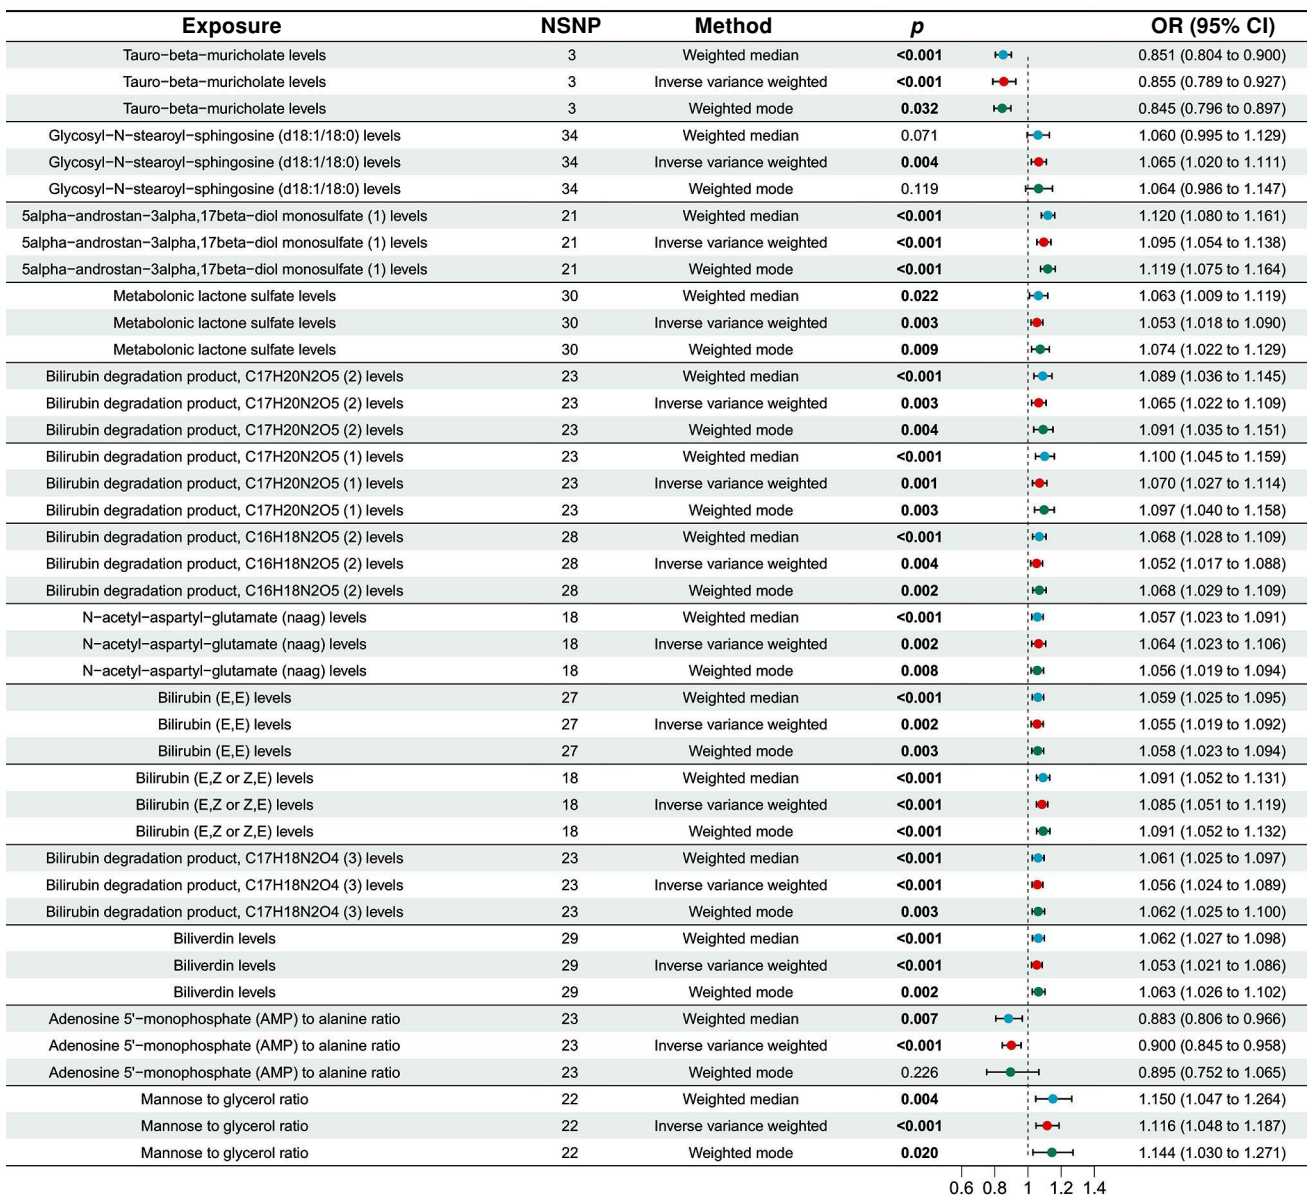 Exposure NSNP Method p OR (95% CI)
Tauro−beta−muricholate levels 3 Weighted median <0.001 0.851 (0.804 to 0.900)
Tauro−beta−muricholate levels 3 Inverse variance weighted <0.001 0.855 (0.789 to 0.927)
Tauro−beta−muricholate levels 3 Weighted mode 0.032 0.845 (0.796 to 0.897)
Glycosyl−N−stearoyl−sphingosine (d18:1/18:0) levels 34 Weighted median 0.071 1.060 (0.995 to 1.129)
Glycosyl−N−stearoyl−sphingosine (d18:1/18:0) levels 34 Inverse variance weighted 0.004 1.065 (1.020 to 1.111)
Glycosyl−N−stearoyl−sphingosine (d18:1/18:0) levels 34 Weighted mode 0.119 1.064 (0.986 to 1.147)
5alpha−androstan−3alpha,17beta−diol monosulfate (1) levels 21 Weighted median <0.001 1.120 (1.080 to 1.161)
5alpha−androstan−3alpha,17beta−diol monosulfate (1) levels 21 Inverse variance weighted <0.001 1.095 (1.054 to 1.138)
5alpha−androstan−3alpha,17beta−diol monosulfate (1) levels 21 Weighted mode <0.001 1.119 (1.075 to 1.164)
Metabolonic lactone sulfate levels 30 Weighted median 0.022 1.063 (1.009 to 1.119)
Metabolonic lactone sulfate levels 30 Inverse variance weighted 0.003 1.053 (1.018 to 1.090)
Metabolonic lactone sulfate levels 30 Weighted mode 0.009 1.074 (1.022 to 1.129)
Bilirubin degradation product, C17H20N2O5 (2) levels 23 Weighted median <0.001 1.089 (1.036 to 1.145)
Bilirubin degradation product, C17H20N2O5 (2) levels 23 Inverse variance weighted 0.003 1.065 (1.022 to 1.109)
Bilirubin degradation product, C17H20N2O5 (2) levels 23 Weighted mode 0.004 1.091 (1.035 to 1.151)
Bilirubin degradation product, C17H20N2O5 (1) levels 23 Weighted median <0.001 1.100 (1.045 to 1.159)
Bilirubin degradation product, C17H20N2O5 (1) levels 23 Inverse variance weighted 0.001 1.070 (1.027 to 1.114)
Bilirubin degradation product, C17H20N2O5 (1) levels 23 Weighted mode 0.003 1.097 (1.040 to 1.158)
Bilirubin degradation product, C16H18N2O5 (2) levels 28 Weighted median <0.001 1.068 (1.028 to 1.109)
Bilirubin degradation product, C16H18N2O5 (2) levels 28 Inverse variance weighted 0.004 1.052 (1.017 to 1.088)
Bilirubin degradation product, C16H18N2O5 (2) levels 28 Weighted mode 0.002 1.068 (1.029 to 1.109)
N−acetyl−aspartyl−glutamate (naag) levels 18 Weighted median <0.001 1.057 (1.023 to 1.091)
N−acetyl−aspartyl−glutamate (naag) levels 18 Inverse variance weighted 0.002 1.064 (1.023 to 1.106)
N−acetyl−aspartyl−glutamate (naag) levels 18 Weighted mode 0.008 1.056 (1.019 to 1.094)
Bilirubin (E,E) levels 27 Weighted median <0.001 1.059 (1.025 to 1.095)
Bilirubin (E,E) levels 27 Inverse variance weighted 0.002 1.055 (1.019 to 1.092)
Bilirubin (E,E) levels 27 Weighted mode 0.003 1.058 (1.023 to 1.094)
Bilirubin (E,Z or Z,E) levels 18 Weighted median <0.001 1.091 (1.052 to 1.131)
Bilirubin (E,Z or Z,E) levels 18 Inverse variance weighted <0.001 1.085 (1.051 to 1.119)
Bilirubin (E,Z or Z,E) levels 18 Weighted mode <0.001 1.091 (1.052 to 1.132)
Bilirubin degradation product, C17H18N2O4 (3) levels 23 Weighted median <0.001 1.061 (1.025 to 1.097)
Bilirubin degradation product, C17H18N2O4 (3) levels 23 Inverse variance weighted <0.001 1.056 (1.024 to 1.089)
Bilirubin degradation product, C17H18N2O4 (3) levels 23 Weighted mode 0.003 1.062 (1.025 to 1.100)
Biliverdin levels 29 Weighted median <0.001 1.062 (1.027 to 1.098)
Biliverdin levels 29 Inverse variance weighted <0.001 1.053 (1.021 to 1.086)
Biliverdin levels 29 Weighted mode 0.002 1.063 (1.026 to 1.102)
Adenosine 5'−monophosphate (AMP) to alanine ratio 23 Weighted median 0.007 0.883 (0.806 to 0.966)
Adenosine 5'−monophosphate (AMP) to alanine ratio 23 Inverse variance weighted <0.001 0.900 (0.845 to 0.958)
Adenosine 5'−monophosphate (AMP) to alanine ratio 23 Weighted mode 0.226 0.895 (0.752 to 1.065)
Mannose to glycerol ratio 22 Weighted median 0.004 1.150 (1.047 to 1.264)
Mannose to glycerol ratio 22 Inverse variance weighted <0.001 1.116 (1.048 to 1.187)
Mannose to glycerol ratio 22 Weighted mode 0.020 1.144 (1.030 to 1.271)
0.6 0.8 1 1.2 1.4